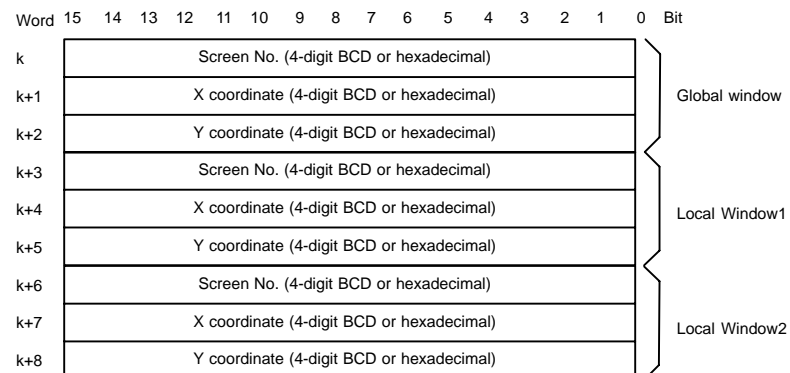 Word 15 14 13 12 11 10 9 8 7 6 5 4 3 2 1 0 Bit
k Screen No. (4-digit BCD or hexadecimal)
k+1 X coordinate (4-digit BCD or hexadecimal) Global window
k+2 Y coordinate (4-digit BCD or hexadecimal)
k+3 Screen No. (4-digit BCD or hexadecimal)
k+4 X coordinate (4-digit BCD or hexadecimal) Local Window1
k+5 Y coordinate (4-digit BCD or hexadecimal)
k+6 Screen No. (4-digit BCD or hexadecimal)
k+7 X coordinate (4-digit BCD or hexadecimal) Local Window2
k+8 Y coordinate (4-digit BCD or hexadecimal)